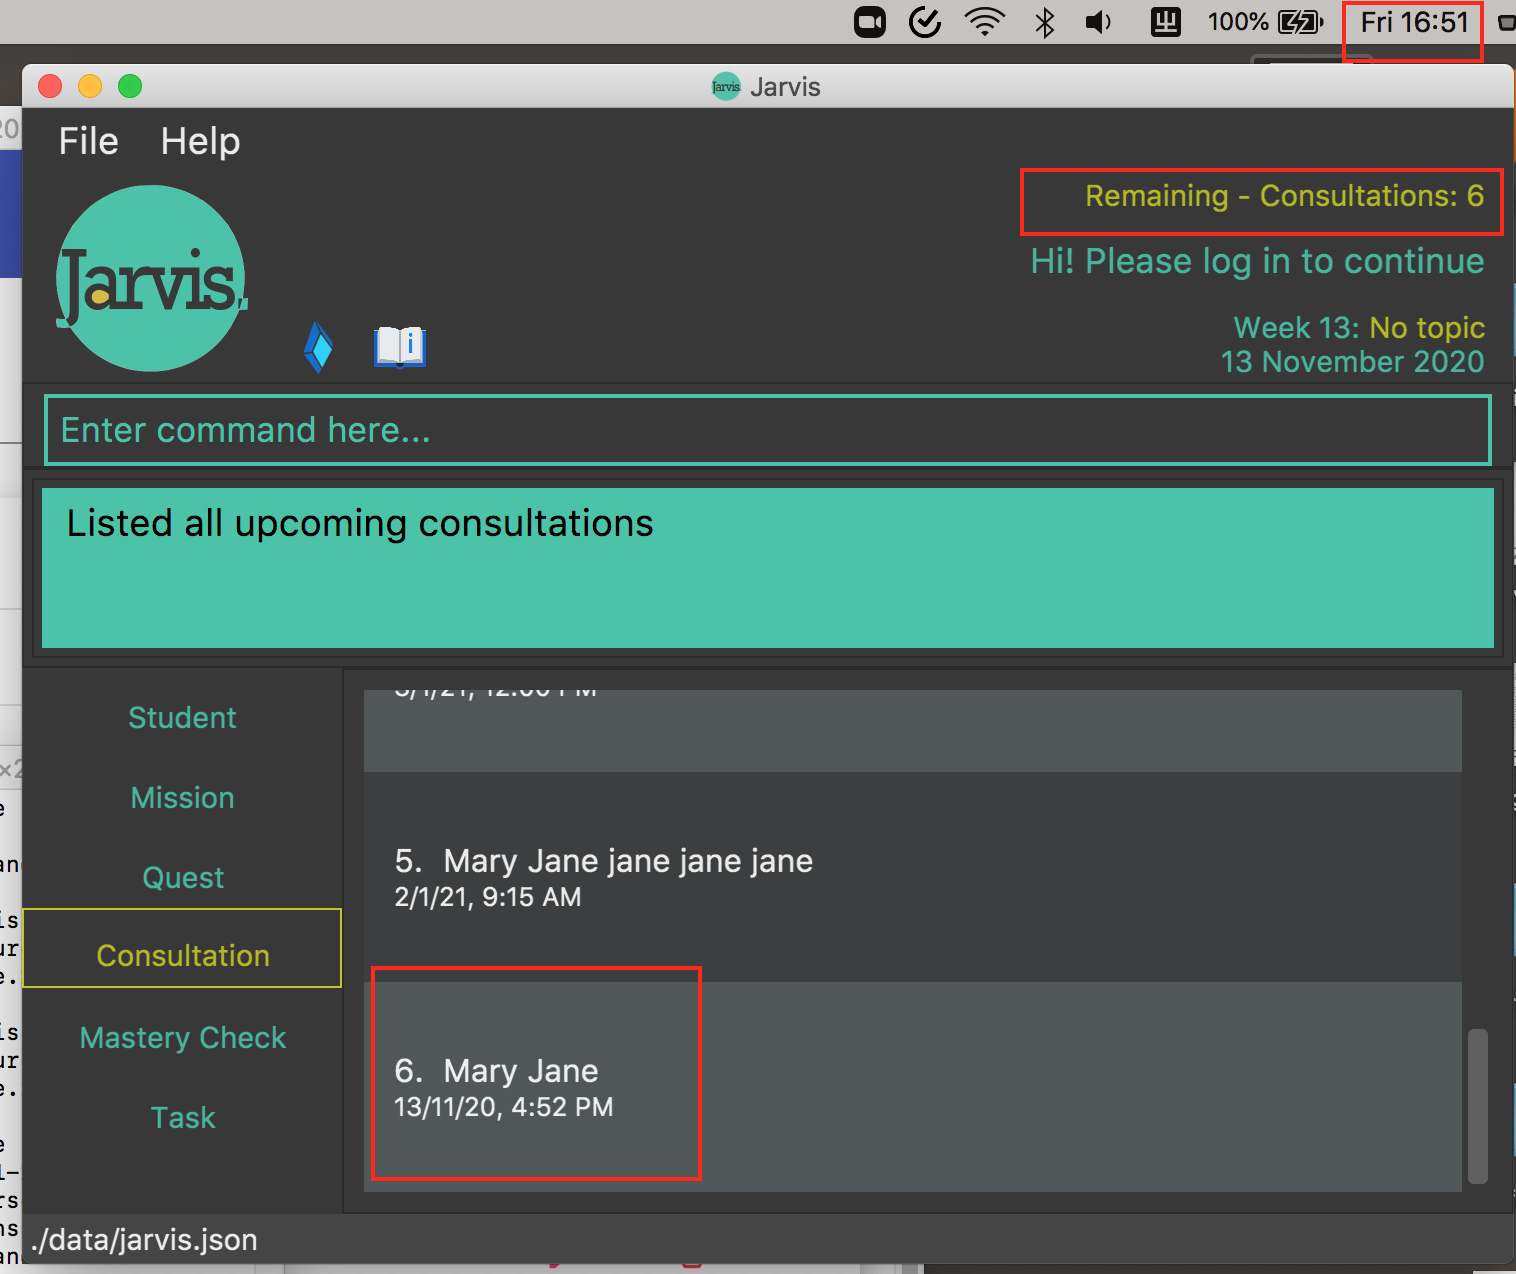 100%
Fri 16:51
Jarvis
File Help
Remaining - Consultations: 6
Jarvis
Hi! Please log in to continue
Week 13: No topic
13 November 2020
Enter command here...
Listed all upcoming consultations
Student
Mission
Quest
Consultation
Mastery Check
Task
5. Mary Jane jane jane jane
2/1/21, 9:15 AM
6. Mary Jane
13/11/20, 4:52 PM
./data/jarvis.json